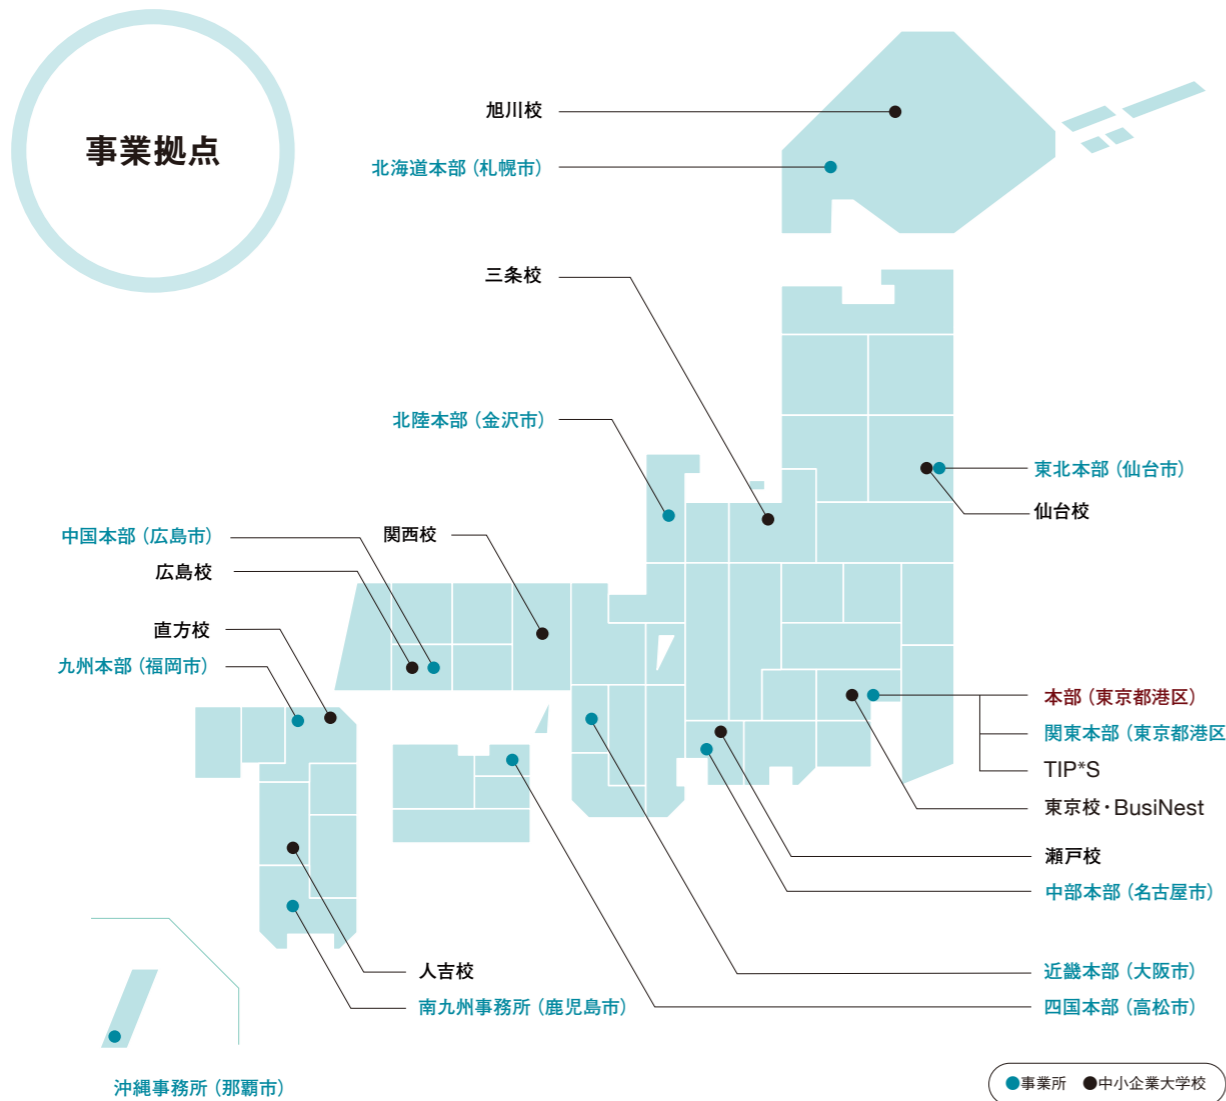 事業拠点
旭川校
北海道本部（札幌市）
三条校
北陸本部（金沢市）
東北本部（仙台市）
仙台校
中国本部（広島市）
関西校
広島校
直方校
九州本部（福岡市）
本部（東京都港区）
関東本部（東京都港区
TIP*S
東京校・BusiNest
瀬戸校
中部本部（名古屋市）
人吉校
近畿本部（大阪市）
南九州事務所（鹿児島市）
四国本部（高松市）
沖縄事務所（那覇市）
●事業所 ●中小企業大学校